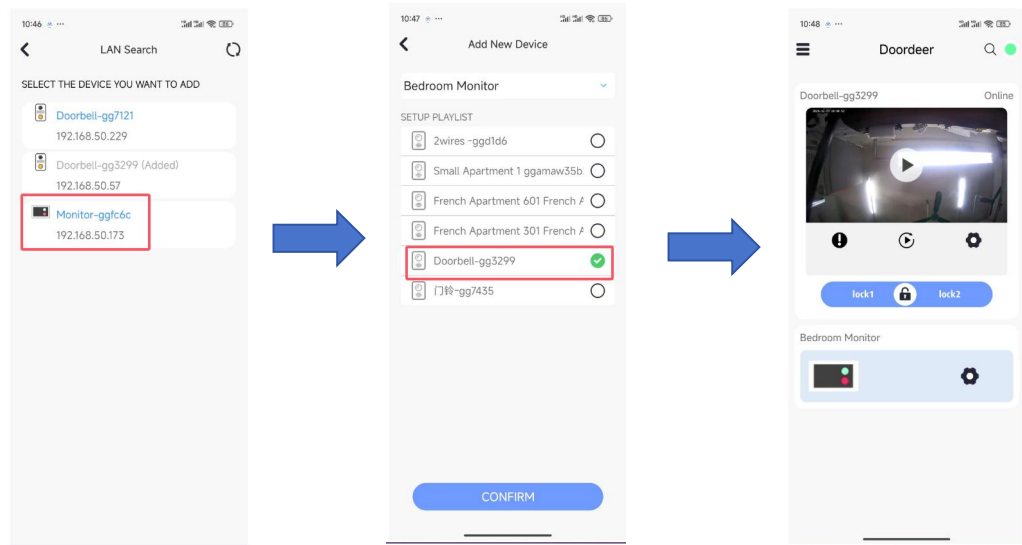 10:46
LAN Search
SELECT THE DEVICE YOU WANT TO ADD
Doorbell-gg7121
192.168.50.229
Doorbell-gg3299 (Added)
192.168.50.57
Monitor-ggfc6c
192.168.50.173
10:47
Add New Device
Bedroom Monitor
SETUP PLAYLIST
2wires -ggd1d6
Small Apartment 1 ggamaw35b
French Apartment 601 French A
French Apartment 301 French A
Doorbell-gg3299
门铃-gg7435
CONFIRM
10:48
Doordeer
Doorbell-gg3299 Online
lock1 lock2
Bedroom Monitor